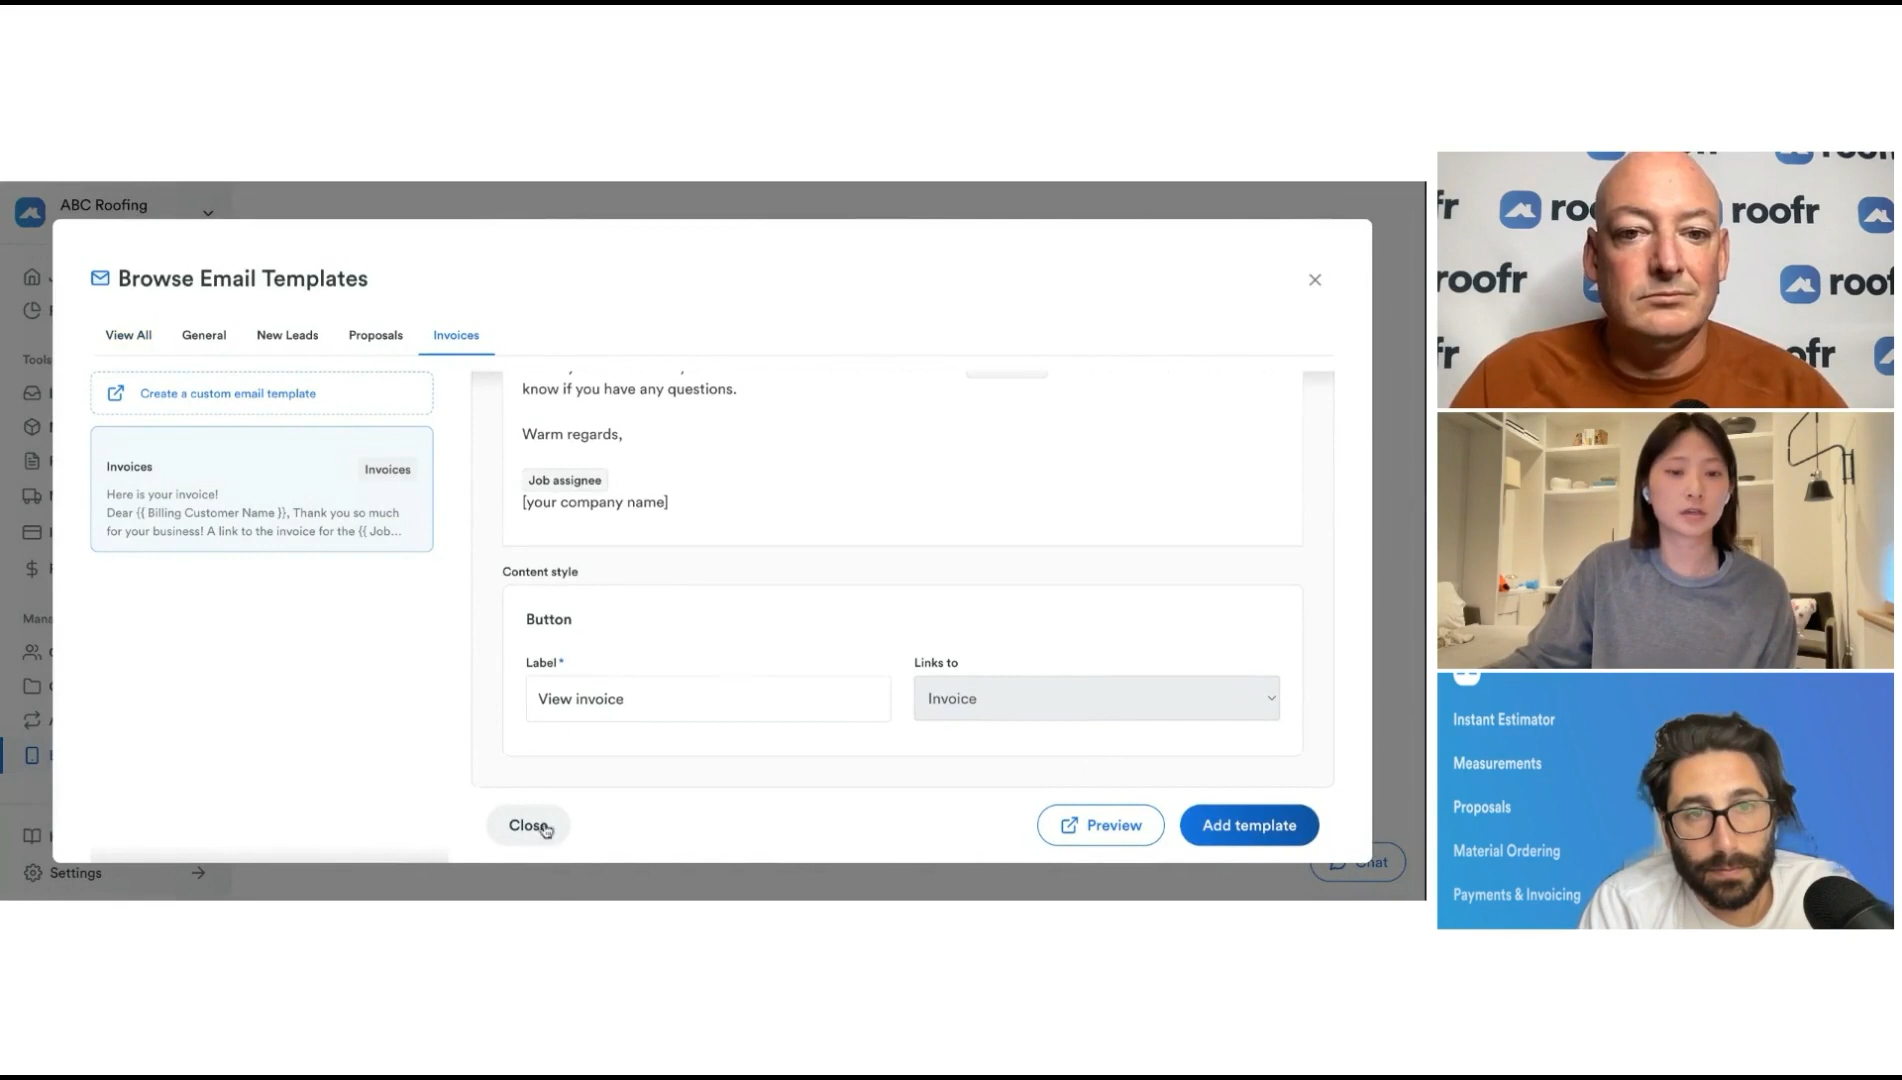 ABC Roofing
Browse Email Templates
View All
General
New Leads
Proposals
Invoices
Tools
Create a custom email template
Invoices
Invoices
Here is your invoice!
Dear {{ Billing Customer Name }}, Thank you so much
for your business! A link to the invoice for the {{ Job...
know if you have any questions.
Warm regards,
Job assignee
[your company name]
Content style
Button
Label*
Links to
View invoice
Invoice
Close
Preview
Add template
Settings
roofr
roofr
Instant Estimator
Measurements
Proposals
Material Ordering
Payments & Invoicing